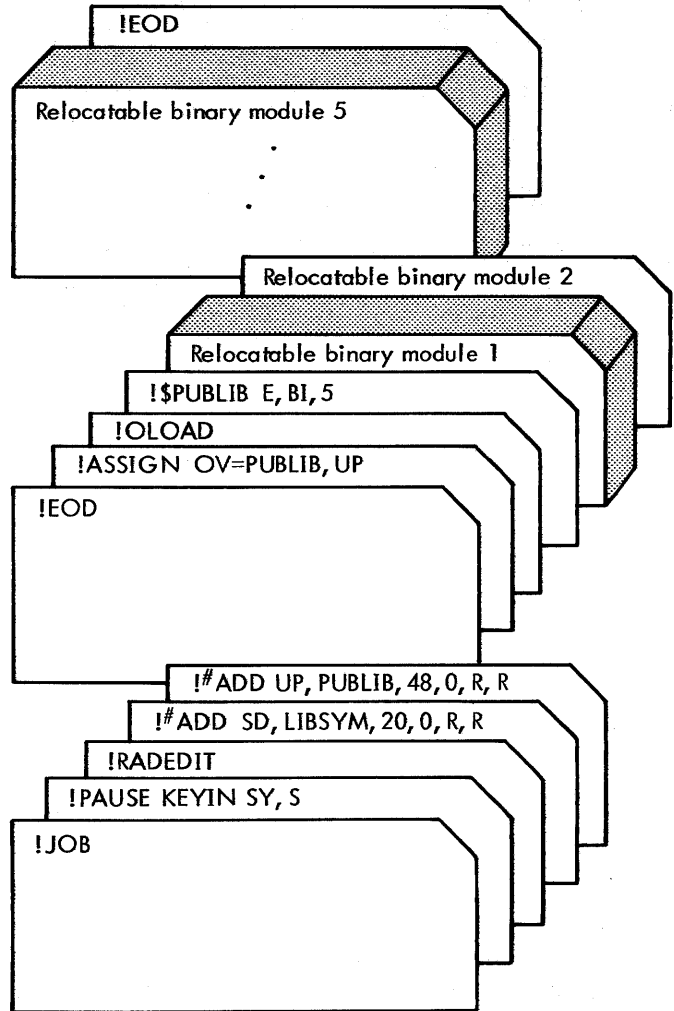 !EOD
Relocatable binary module 5
Relocatable binary module 2
Relocatable binary module 1
!$PUBLIB E, BI, 5
!OLOAD
!ASSIGN OV=PUBLIB, UP
!EOD
!#ADD UP, PUBLIB, 48, 0, R, R
!#ADD SD, LIBSYM, 20, 0, R, R
!RADEDIT
!PAUSE KEYIN SY, S
!JOB